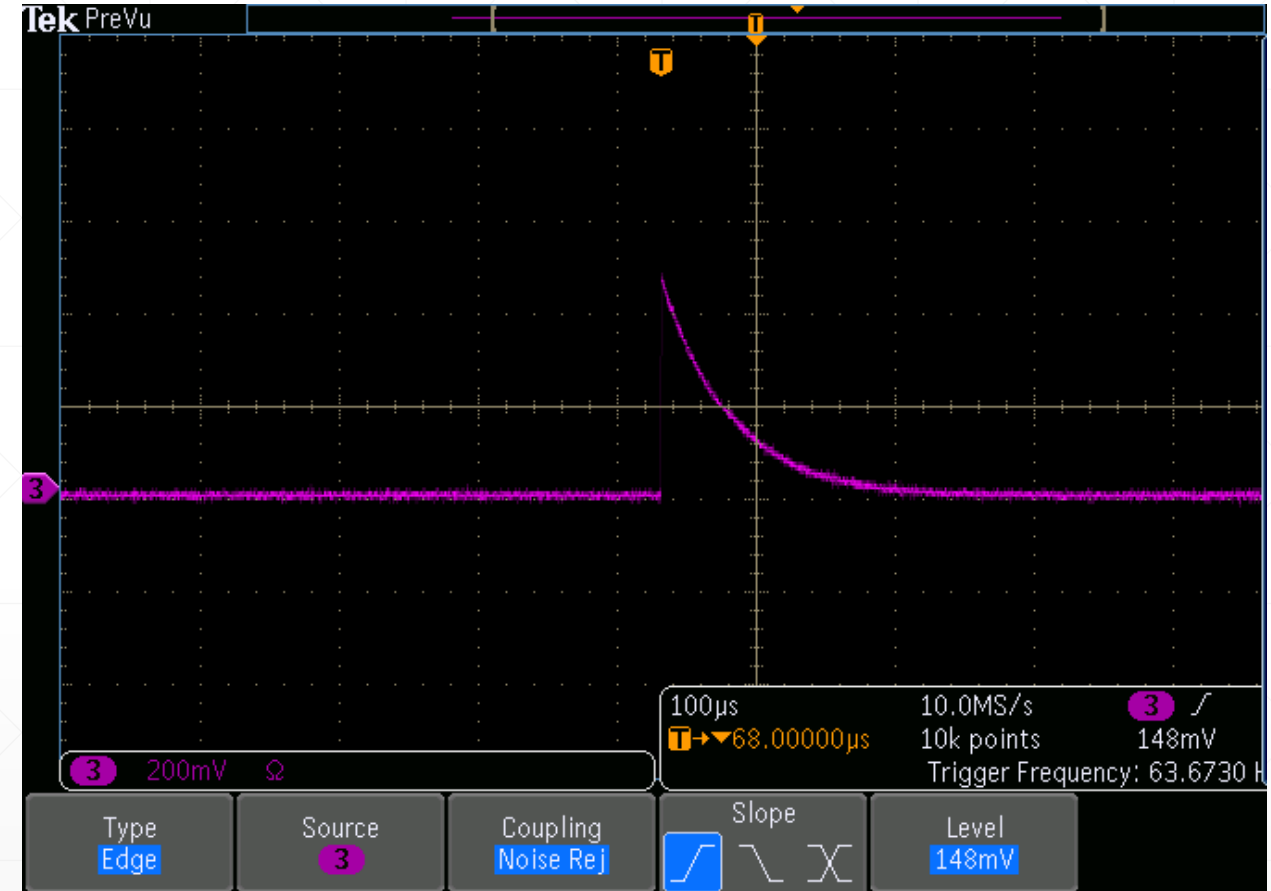 Tek PreVu
T
T
3
100µs 10.0MS/s 3
T→▼68.00000µs 10k points 148mV
Trigger Frequency: 63.6730 H
3 200mV Ω
Type Source Coupling Slope Level
Edge 3 Noise Rej 148mV